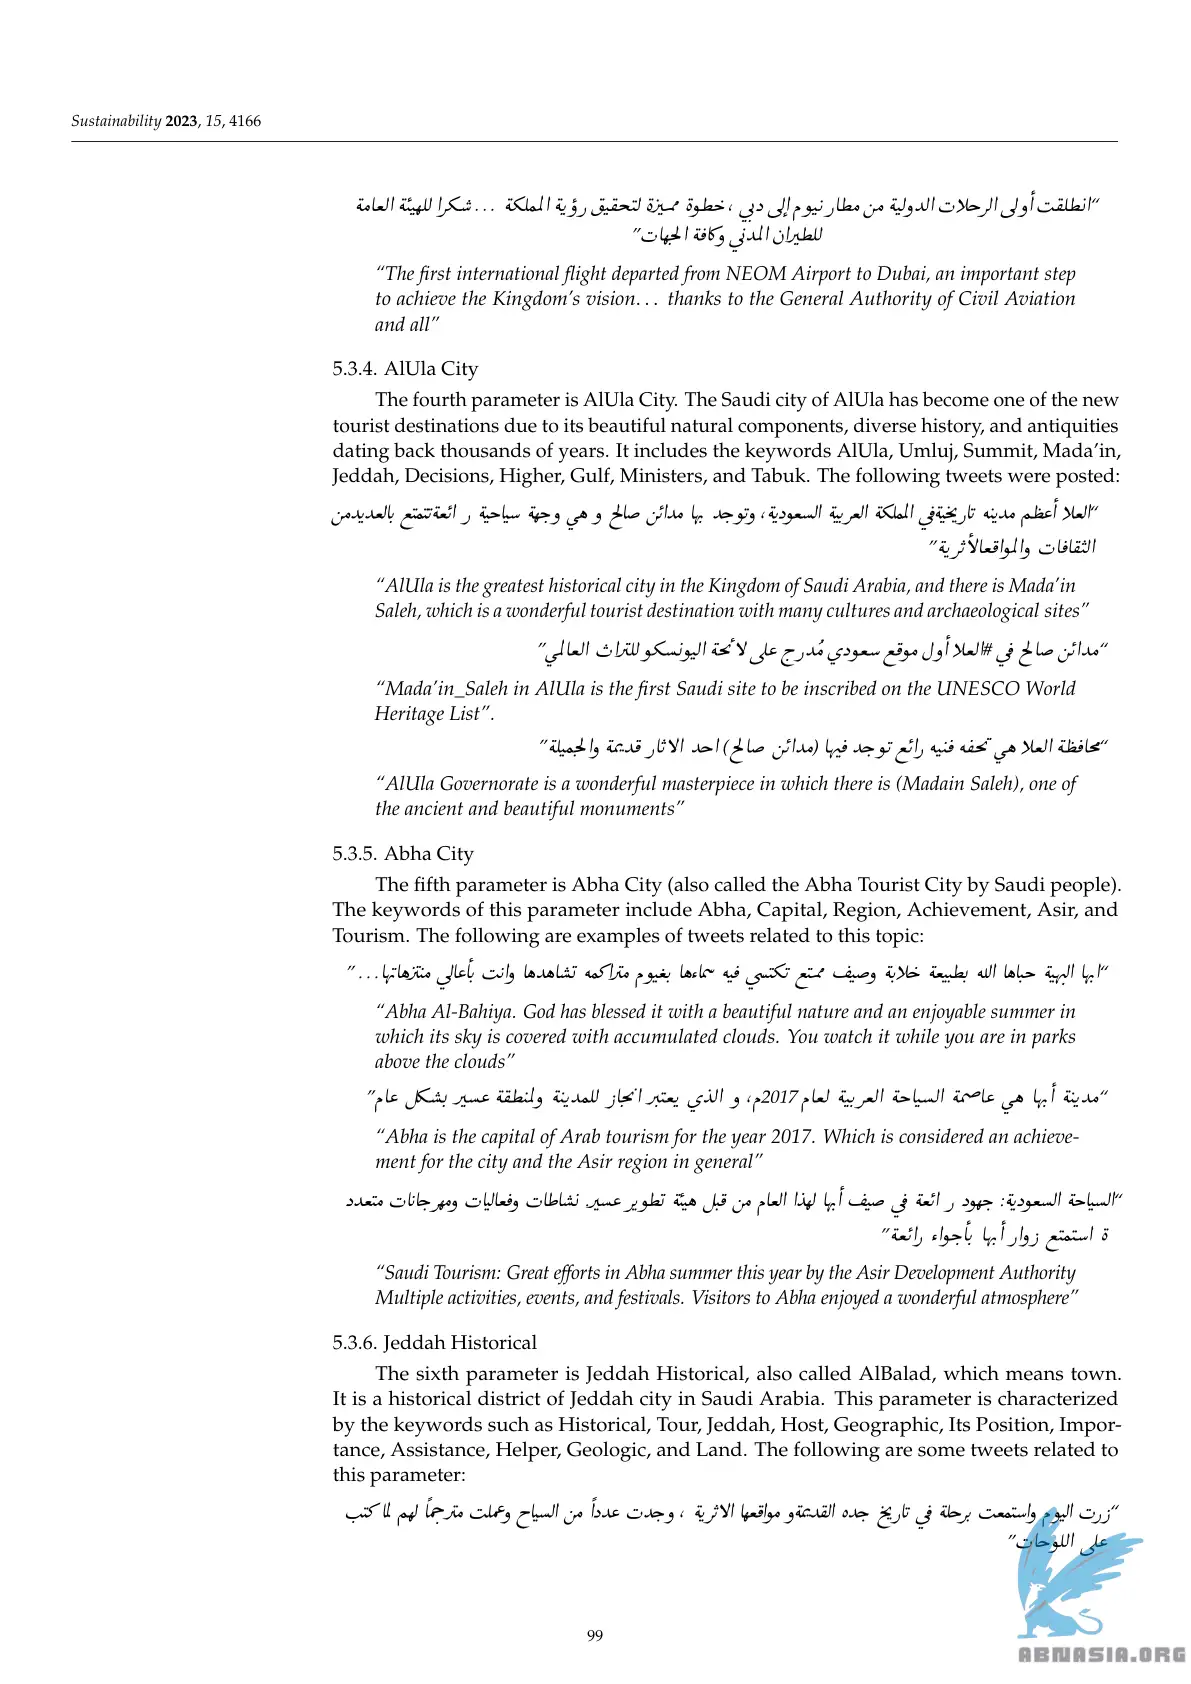 Sustainability 2023, 15, 4166
“انطلقت أولى الرحلات الدولية من مطار نيوم إلى دبي ، خطوة مميزة لتحقيق رؤية المملكة ... شكرا للهيئة العامة
للطيران المدني وكافة الجهات”
“The first international flight departed from NEOM Airport to Dubai, an important step
to achieve the Kingdom’s vision. . . thanks to the General Authority of Civil Aviation
and all”
5.3.4. AlUla City
The fourth parameter is AlUla City. The Saudi city of AlUla has become one of the new
tourist destinations due to its beautiful natural components, diverse history, and antiquities
dating back thousands of years. It includes the keywords AlUla, Umluj, Summit, Mada’in,
Jeddah, Decisions, Higher, Gulf, Ministers, and Tabuk. The following tweets were posted:
“العلا أعظم مدينه تاريخيةفي المملكة العربية السعودية، وتوجد بها مدائن صالح و هي وجهة سياحية ر ائعةتتمتع بالعديدمن
الثقافات والمواقعالأثرية”
“AlUla is the greatest historical city in the Kingdom of Saudi Arabia, and there is Mada’in
Saleh, which is a wonderful tourist destination with many cultures and archaeological sites”
“مدائن صالح في #العلا أول موقع سعودي مُدرج على لائحة اليونسكو للتراث العالمي”
“Mada’in_Saleh in AlUla is the first Saudi site to be inscribed on the UNESCO World
Heritage List”.
“محافظة العلا هي تحفه فنيه رائع توجد فيها (مدائن صالح) احد الاثار قديمة والجميلة”
“AlUla Governorate is a wonderful masterpiece in which there is (Madain Saleh), one of
the ancient and beautiful monuments”
5.3.5. Abha City
The fifth parameter is Abha City (also called the Abha Tourist City by Saudi people).
The keywords of this parameter include Abha, Capital, Region, Achievement, Asir, and
Tourism. The following are examples of tweets related to this topic:
“ابها البهية حباها الله بطبيعة خلابة وصيف ممتع تكتسي فيه سماءها بغيوم متراكمه تشاهدها وانت بأعالي منتزهاتها... ”
“Abha Al-Bahiya. God has blessed it with a beautiful nature and an enjoyable summer in
which its sky is covered with accumulated clouds. You watch it while you are in parks
above the clouds”
“مدينة أبها هي عاصمة السياحة العربية لعام 2017م، و الذي يعتبر انجاز للمدينة ولمنطقة عسير بشكل عام”
“Abha is the capital of Arab tourism for the year 2017. Which is considered an achieve-
ment for the city and the Asir region in general”
“السياحة السعودية: جهود ر ائعة في صيف أبها لهذا العام من قبل هيئة تطوير عسير. نشاطات وفعاليات ومهرجانات متعدد
ة استمتع زوار أبها بأجواء رائعة”
“Saudi Tourism: Great efforts in Abha summer this year by the Asir Development Authority
Multiple activities, events, and festivals. Visitors to Abha enjoyed a wonderful atmosphere”
5.3.6. Jeddah Historical
The sixth parameter is Jeddah Historical, also called AlBalad, which means town.
It is a historical district of Jeddah city in Saudi Arabia. This parameter is characterized
by the keywords such as Historical, Tour, Jeddah, Host, Geographic, Its Position, Impor-
tance, Assistance, Helper, Geologic, and Land. The following are some tweets related to
this parameter:
“زرت اليوم واستمتعت برحلة في تاريخ جده القديمةو مواقعها الاثرية ، وجدت عدداً من السياح وعملت مترجماً لهم لما كتب
على اللوحات”
99
ABNASIA.ORG